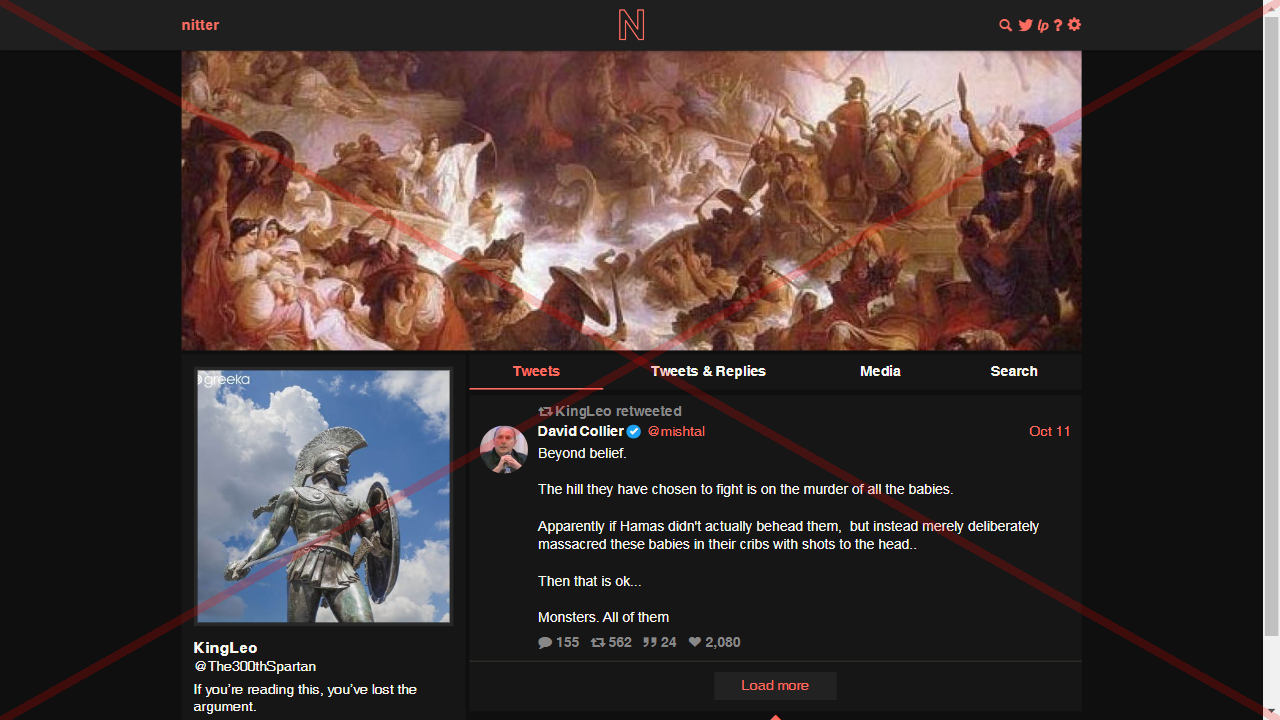 nitter
N
lp ?
greeka
Tweets
Tweets & Replies
Media
Search
KingLeo retweeted
David Collier @mishtal Oct 11
Beyond belief.
The hill they have chosen to fight is on the murder of all the babies.
Apparently if Hamas didn't actually behead them,  but instead merely deliberately
massacred these babies in their cribs with shots to the head..
Then that is ok...
Monsters. All of them
155 562 24 2,080
Load more
KingLeo
@The300thSpartan
If you’re reading this, you’ve lost the
argument.